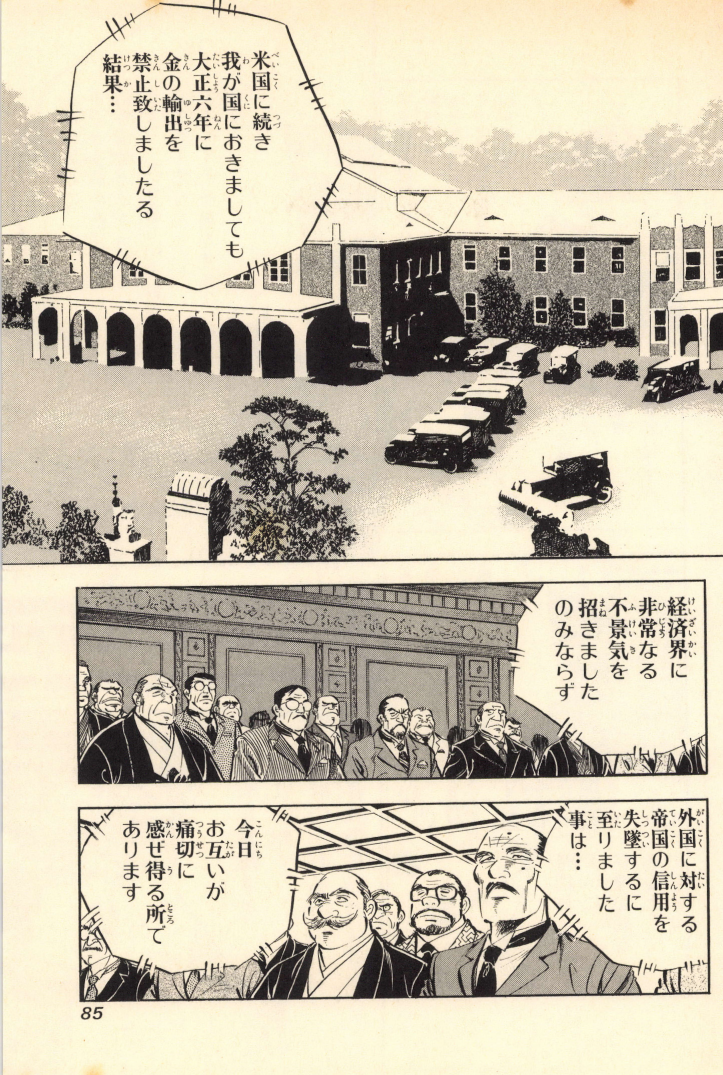 米国に続き
我が国におきましても
大正六年に
金の輸出を
禁止致しましたる
結果…
経済界に
非常なる
不景気を
招きました
のみならず
外国に対する
帝国の信用を
失墜するに
至りました
事は…
今日
お互いが
痛切に
感ぜ得る所で
あります
85